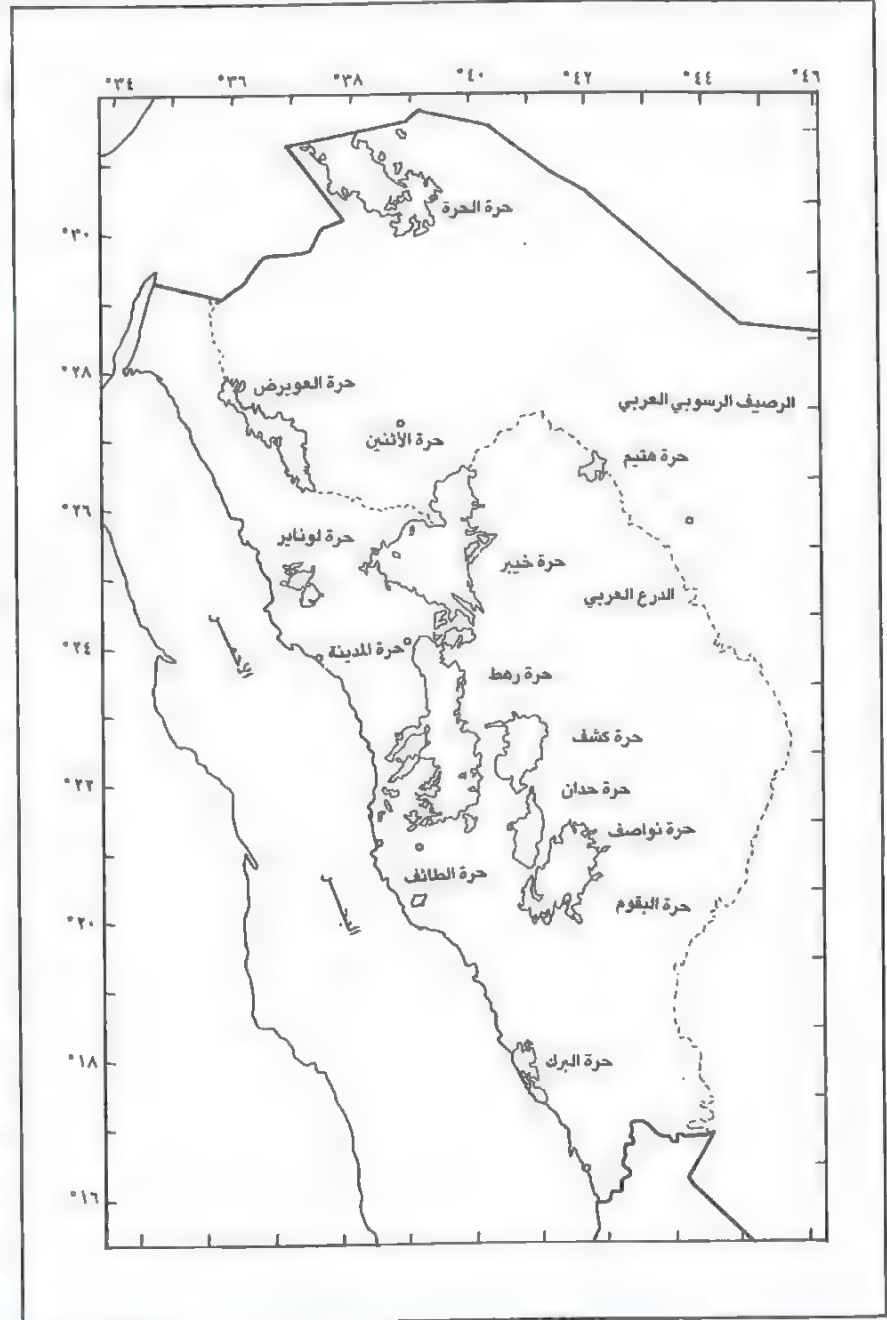 °٣٤ °٣٦ °٣٨ °٤٠ °٤٢ °٤٤ °٤٦
حرة الحرة
°٣٠
°٢٨
حرة العويرض
الرصيف الرسوبي العربي
حرة الأثنين
حرة هتيم
°٢٦
حرة لوناير
حرة خيبر
الدرع العربي
°٢٤
حرة المدينة
حرة رهط
حرة كشف
°٢٢
حرة حدان
حرة نواصف
حرة الطائف
حرة البقوم
°٢٠
حرة البرك
°١٨
°١٦